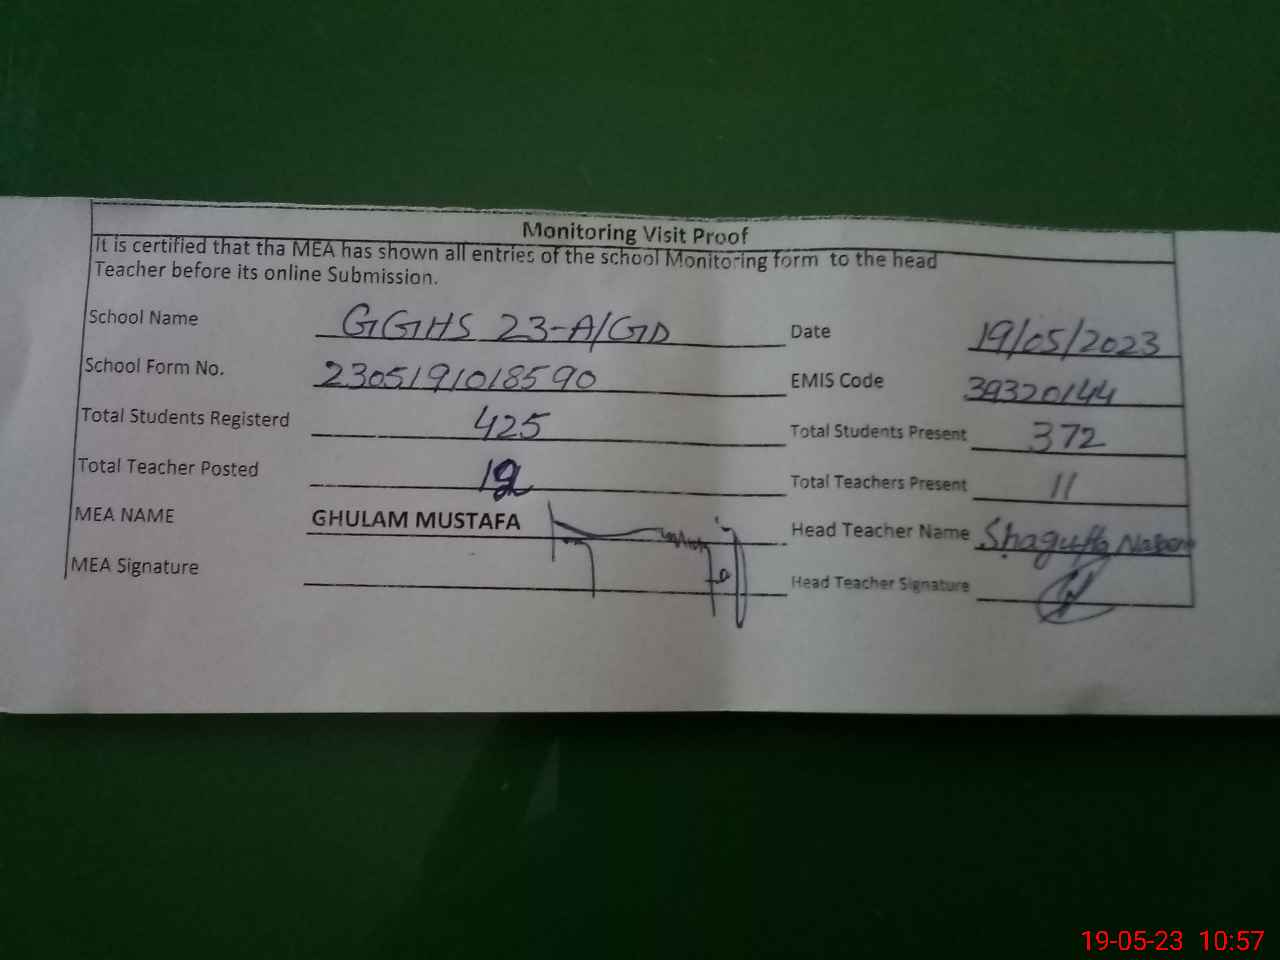 Monitoring Visit Proof
It is certified that tha MEA has shown all entries of the school Monitoring form to the head
Teacher before its online Submission.
School Name GGHS 23-A/GD Date 19/05/2023
School Form No. 2305191018590 EMIS Code 39320144
Total Students Registerd 425 Total Students Present 372
Total Teacher Posted Total Teachers Present 11
MEA NAME GHULAM MUSTAFA Head Teacher Name Shagufta
MEA Signature Head Teacher Signature
19-05-23 10:57